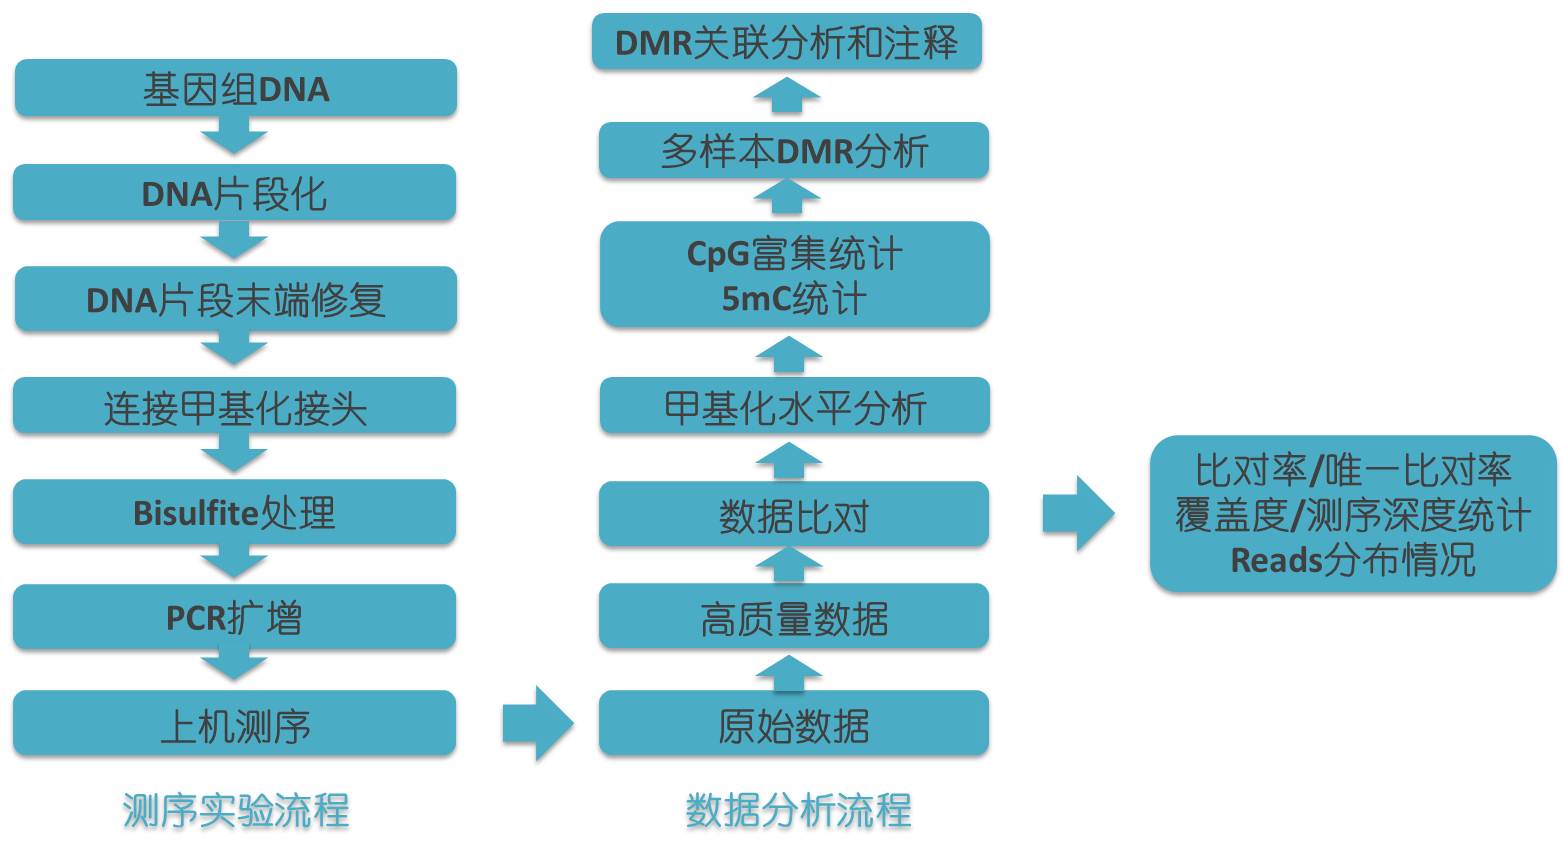 基因组DNA
DNA片段化
DNA片段末端修复
连接甲基化接头
Bisulfite处理
PCR扩增
上机测序
测序实验流程
DMR关联分析和注释
多样本DMR分析
CpG富集统计
5mC统计
甲基化水平分析
数据比对
高质量数据
原始数据
数据分析流程
比对率/唯一比对率
覆盖度/测序深度统计
Reads分布情况